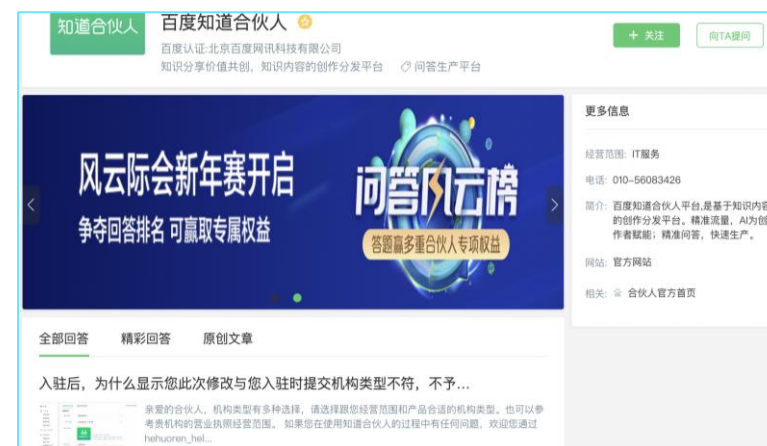 知道合伙人
百度知道合伙人
百度认证:北京百度网讯科技有限公司
知识分享价值共创，知识内容的创作分发平台 问答生产平台
+ 关注
向TA提问
风云际会新年赛开启
争夺回答排名 可赢取专属权益
问答风云榜
答题赢多重合伙人专项权益
更多信息
经营范围: IT服务
电话: 010-56083426
简介: 百度知道合伙人平台,是基于知识内容
的创作分发平台。精准流量，AI为创
作者赋能；精准问答，快速生产。
网站: 官方网站
相关: 合伙人官方首页
全部回答 精彩回答 原创文章
入驻后，为什么显示您此次修改与您入驻时提交机构类型不符，不予...
亲爱的合伙人，机构类型有多种选择，请选择跟您经营范围和产品合适的机构类型。也可以参
考贵机构的营业执照经营范围。 如果您在使用知道合伙人的过程中有任何问题，欢迎您通过
hehuoren_hel...